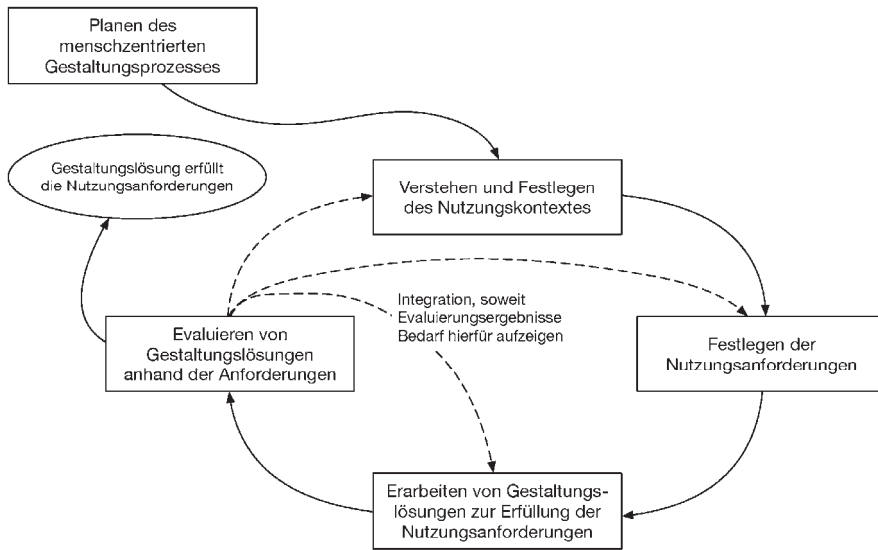 Planen des
menschzentrierten
Gestaltungsprozesses
Gestaltungslösung erfüllt
die Nutzungsanforderungen
Verstehen und Festlegen
des Nutzungskontextes
Integration, soweit
Evaluierungsergebnisse
Bedarf hierfür aufzeigen
Evaluieren von
Gestaltungslösungen
anhand der Anforderungen
Festlegen der
Nutzungsanforderungen
Erarbeiten von Gestaltungs-
lösungen zur Erfüllung der
Nutzungsanforderungen